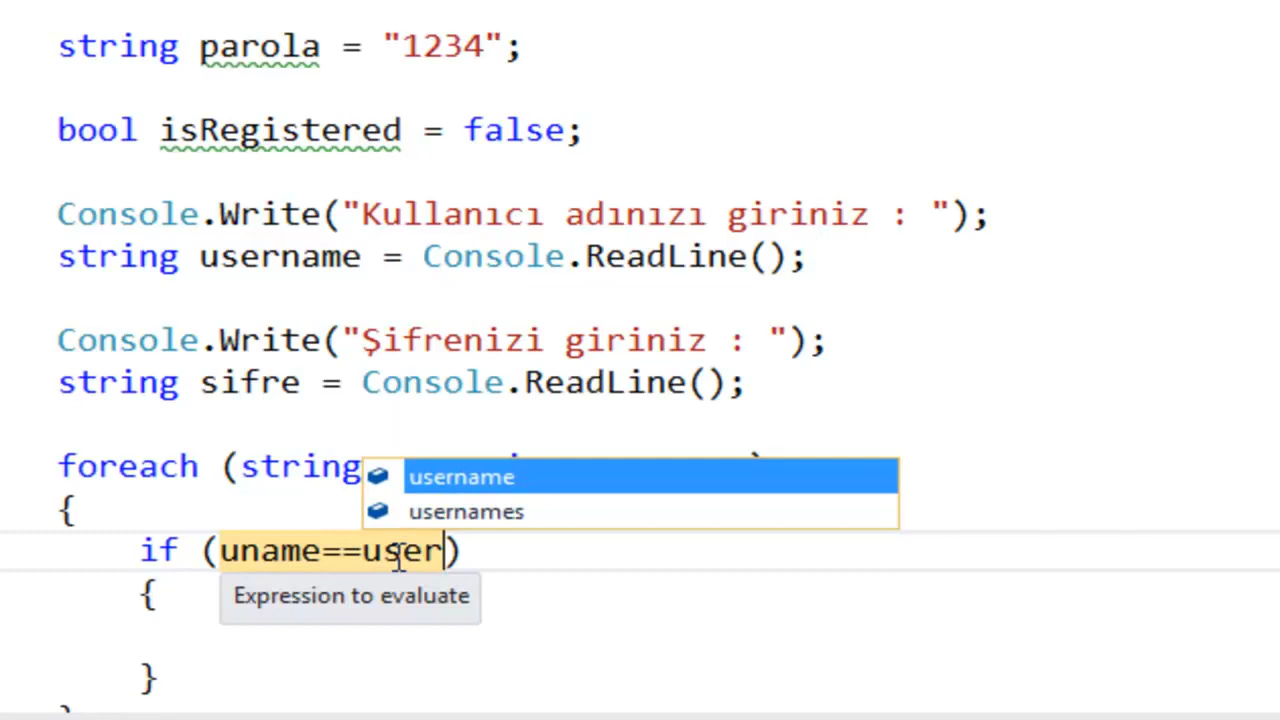 string parola = "1234";
bool isRegistered = false;
Console.Write("Kullanıcı adınızı giriniz : ");
string username = Console.ReadLine();
Console.Write("Şifrenizi giriniz : ");
string sifre = Console.ReadLine();
foreach (string
username
{
usernames
if (uname==user)
{
Expression to evaluate
}